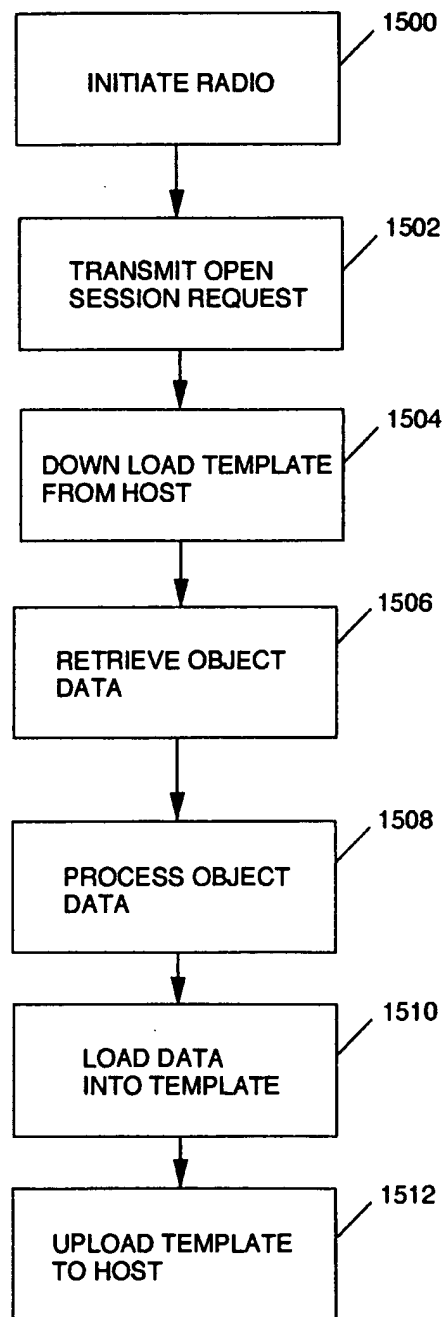 1500
INITIATE RADIO
1502
TRANSMIT OPEN
SESSION REQUEST
1504
DOWN LOAD TEMPLATE
FROM HOST
1506
RETRIEVE OBJECT
DATA
1508
PROCESS OBJECT
DATA
1510
LOAD DATA
INTO TEMPLATE
1512
UPLOAD TEMPLATE
TO HOST